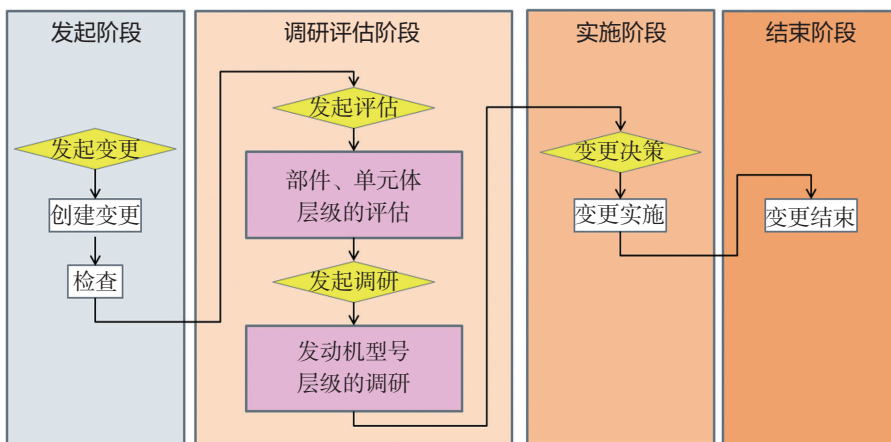 发起阶段
发起变更
创建变更
检查
调研评估阶段
发起评估
部件、单元体
层级的评估
发起调研
发动机型号
层级的调研
实施阶段
变更决策
变更实施
结束阶段
变更结束